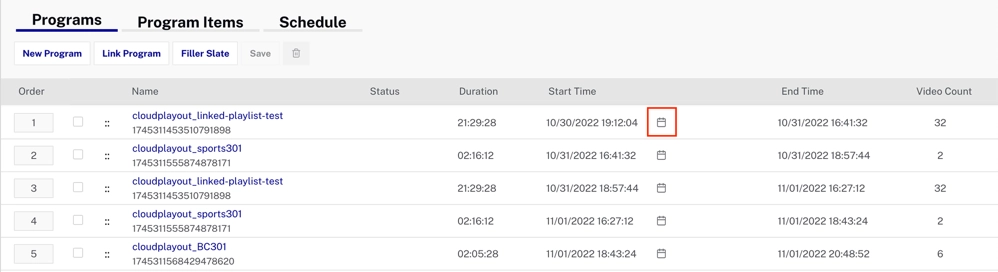 Programs Program Items Schedule
New Program Link Program Filler Slate Save
Order Name Status Duration Start Time End Time Video Count
1 :: cloudplayout_linked-playlist-test 21:29:28 10/30/2022 19:12:04 10/31/2022 16:41:32 32
1745311453510791898
2 :: cloudplayout_sports301 02:16:12 10/31/2022 16:41:32 10/31/2022 18:57:44 2
1745311555874878171
3 :: cloudplayout_linked-playlist-test 21:29:28 10/31/2022 18:57:44 11/01/2022 16:27:12 32
1745311453510791898
4 :: cloudplayout_sports301 02:16:12 11/01/2022 16:27:12 11/01/2022 18:43:24 2
1745311555874878171
5 :: cloudplayout_BC301 02:05:28 11/01/2022 18:43:24 11/01/2022 20:48:52 6
1745311568429478620